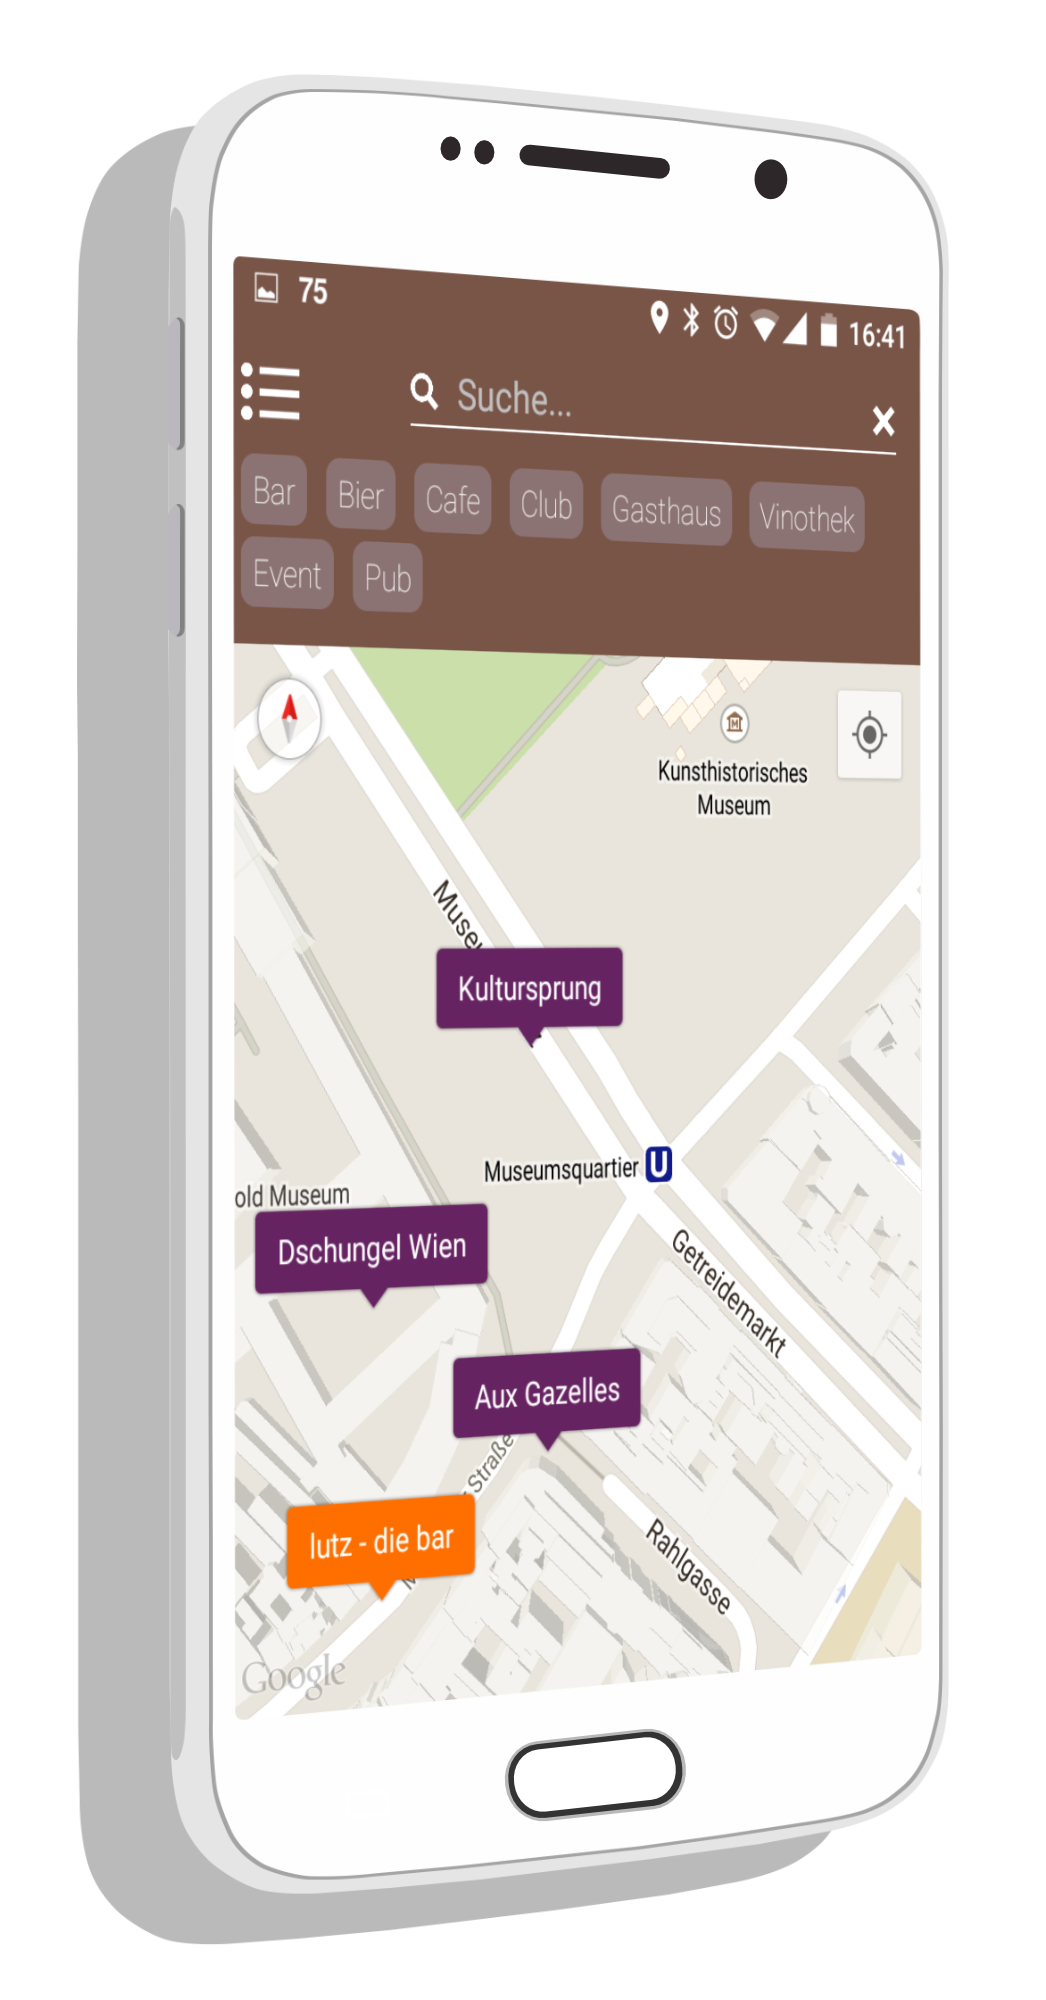 75 16:41
Suche...
Bar Bier Cafe Club Gasthaus Vinothek
Event Pub
Kunsthistorisches
Museum
Kultursprung
Museumsquartier U
old Museum
Dschungel Wien
Getreidemarkt
Aux Gazelles
Straße
lutz - die bar
Rahlgasse
Google